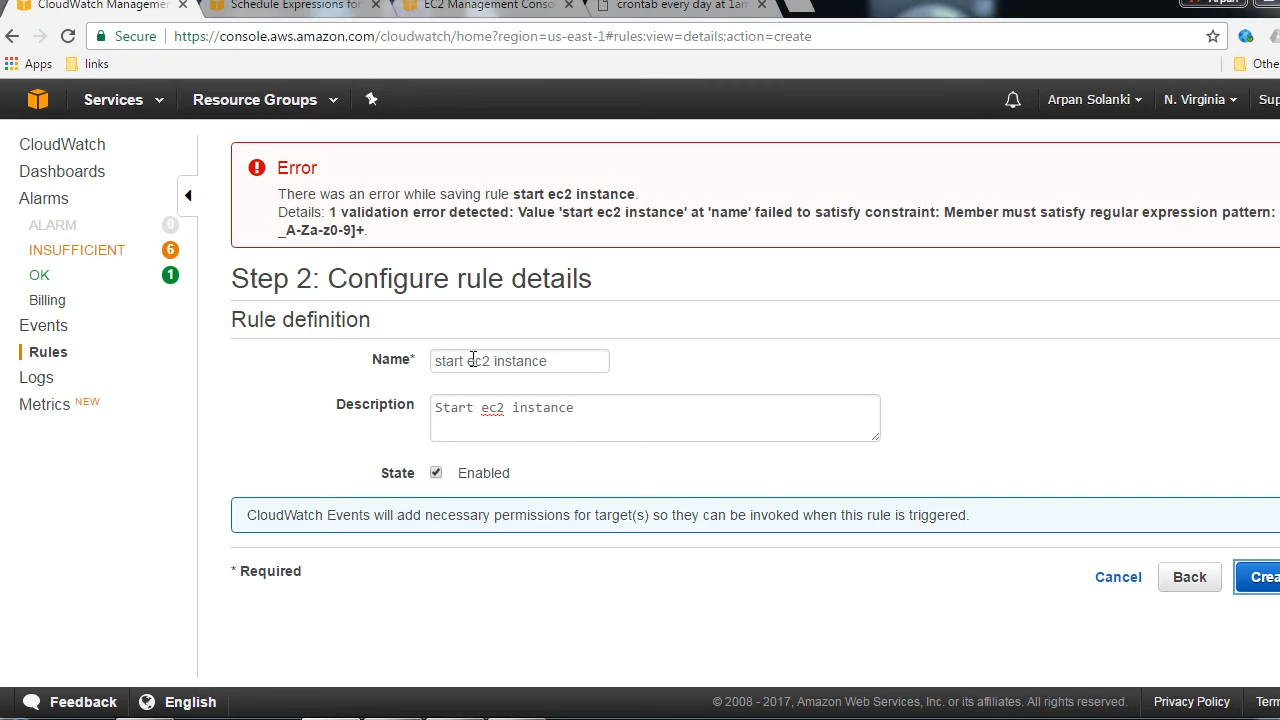 CloudWatch Manageme
Schedule Expressions for
EC2 Management Conso
crontab every day at 1am
Arpan
Secure
https://console.aws.amazon.com/cloudwatch/home?region=us-east-1#rules:view=details;action=create
Apps
links
Othe
Services
Resource Groups
Arpan Solanki
N. Virginia
Sup
CloudWatch
Dashboards
Alarms
ALARM 0
INSUFFICIENT 6
OK 1
Billing
Events
Rules
Logs
Metrics NEW
Error
There was an error while saving rule start ec2 instance.
Details: 1 validation error detected: Value 'start ec2 instance' at 'name' failed to satisfy constraint: Member must satisfy regular expression pattern:
_A-Za-z0-9]+.
Step 2: Configure rule details
Rule definition
Name* start ec2 instance
Description Start ec2 instance
State Enabled
CloudWatch Events will add necessary permissions for target(s) so they can be invoked when this rule is triggered.
* Required
Cancel
Back
Crea
Feedback
English
© 2008 - 2017, Amazon Web Services, Inc. or its affiliates. All rights reserved.
Privacy Policy
Term